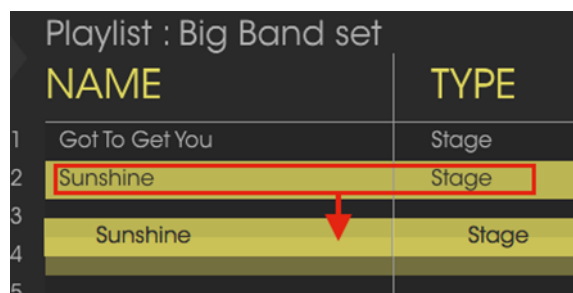 Playlist : Big Band set
NAME TYPE
1 Got To Get You Stage
2 Sunshine Stage
3
Sunshine Stage
4
5